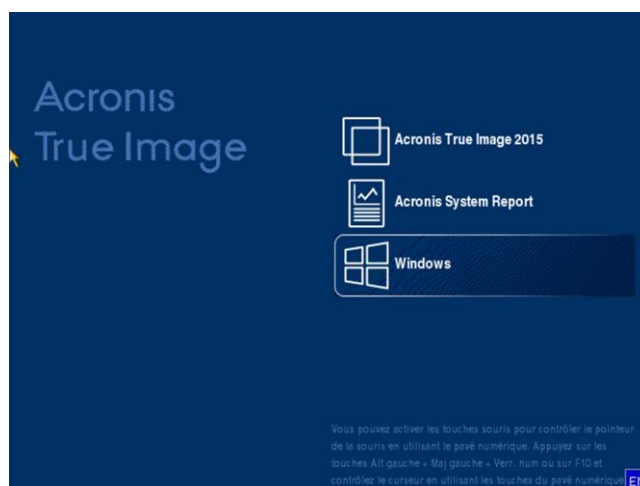 Acronis
True Image
Acronis True Image 2015
Acronis System Report
Windows
Vous pouvez activer les touches souris pour contrôler le pointeur
de la souris en utilisant le pavé numérique. Appuyez sur les
touches Alt gauche + Maj gauche + Verr. num ou sur F10 et
contrôlez le curseur en utilisant les touches du pavé numérique